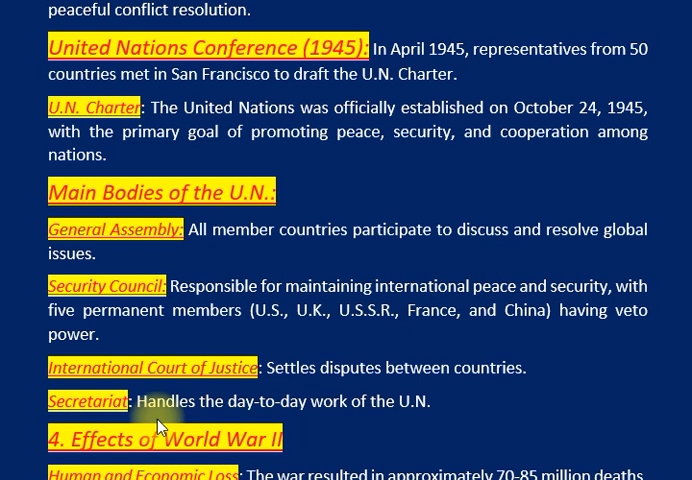 peaceful conflict resolution.
United Nations Conference (1945): In April 1945, representatives from 50
countries met in San Francisco to draft the U.N. Charter.
U.N. Charter: The United Nations was officially established on October 24, 1945,
with the primary goal of promoting peace, security, and cooperation among
nations.
Main Bodies of the U.N.:
General Assembly: All member countries participate to discuss and resolve global
issues.
Security Council: Responsible for maintaining international peace and security, with
five permanent members (U.S., U.K., U.S.S.R., France, and China) having veto
power.
International Court of Justice: Settles disputes between countries.
Secretariat: Handles the day-to-day work of the U.N.
4. Effects of World War II
Human and Economic Loss: The war resulted in approximately 70-85 million deaths,